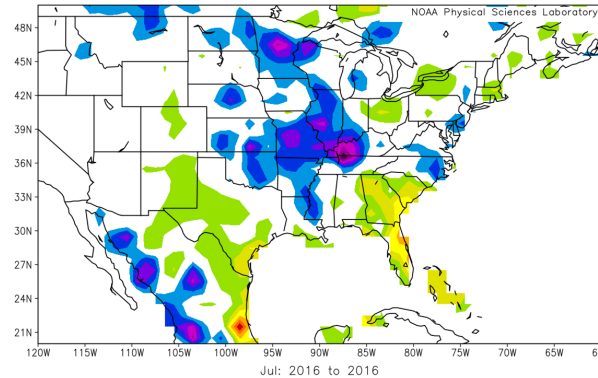 NOAA Physical Sciences Laboratory
48N
45N
42N
39N
36N
33N
30N
27N
24N
21N
120W 115W 110W 105W 100W 95W 90W 85W 80W 75W 70W 65W
Jul: 2016 to 2016